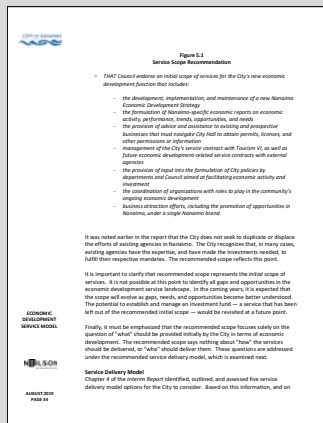 CITY OF NANAIMO
Figure 5.1
Service Scope Recommendation
> THAT Council endorse an initial scope of services for the City's new economic
development function that includes:
– the development, implementation, and maintenance of a new Nanaimo
Economic Development Strategy
– the formulation of Nanaimo-specific economic reports on economic
activity, performance, trends, opportunities, and needs
– the provision of advice and assistance to existing and prospective
businesses that must navigate City Hall to obtain permits, licenses, and
other permissions or information
– management of the City's service contract with Tourism VI, as well as
future economic development-related service contracts with external
agencies
– the provision of input into the formulation of City policies by
departments and Council aimed at facilitating economic activity and
investment
– the coordination of organizations with roles to play in the community's
ongoing economic development
– business attraction efforts, including the promotion of opportunities in
Nanaimo, under a single Nanaimo brand
It was noted earlier in the report that the City does not seek to duplicate or displace
the efforts of existing agencies in Nanaimo. The City recognizes that, in many cases,
existing agencies have the expertise, and have made the investments needed, to
fulfill their respective mandates. The recommended scope reflects this point.
It is important to clarify that recommended scope represents the initial scope of
services. It is not possible at this point to identify all gaps and opportunities in the
economic development service landscape. In the coming years, it is expected that
the scope will evolve as gaps, needs, and opportunities become better understood.
The potential to establish and manage an investment fund — a service that has been
left out of the recommended initial scope — would be revisited at a future point.
Finally, it must be emphasized that the recommended scope focuses solely on the
question of "what" should be provided initially by the City in terms of economic
development. The recommended scope says nothing about "how" the services
should be delivered, or "who" should deliver them. These questions are addressed
under the recommended service delivery model, which is examined next.
Service Delivery Model
Chapter 4 of the Interim Report identified, outlined, and assessed five service
delivery model options for the City to consider. Based on this information, and on
ECONOMIC
DEVELOPMENT
SERVICE MODEL
NEILSON
AUGUST 2019
PAGE 34